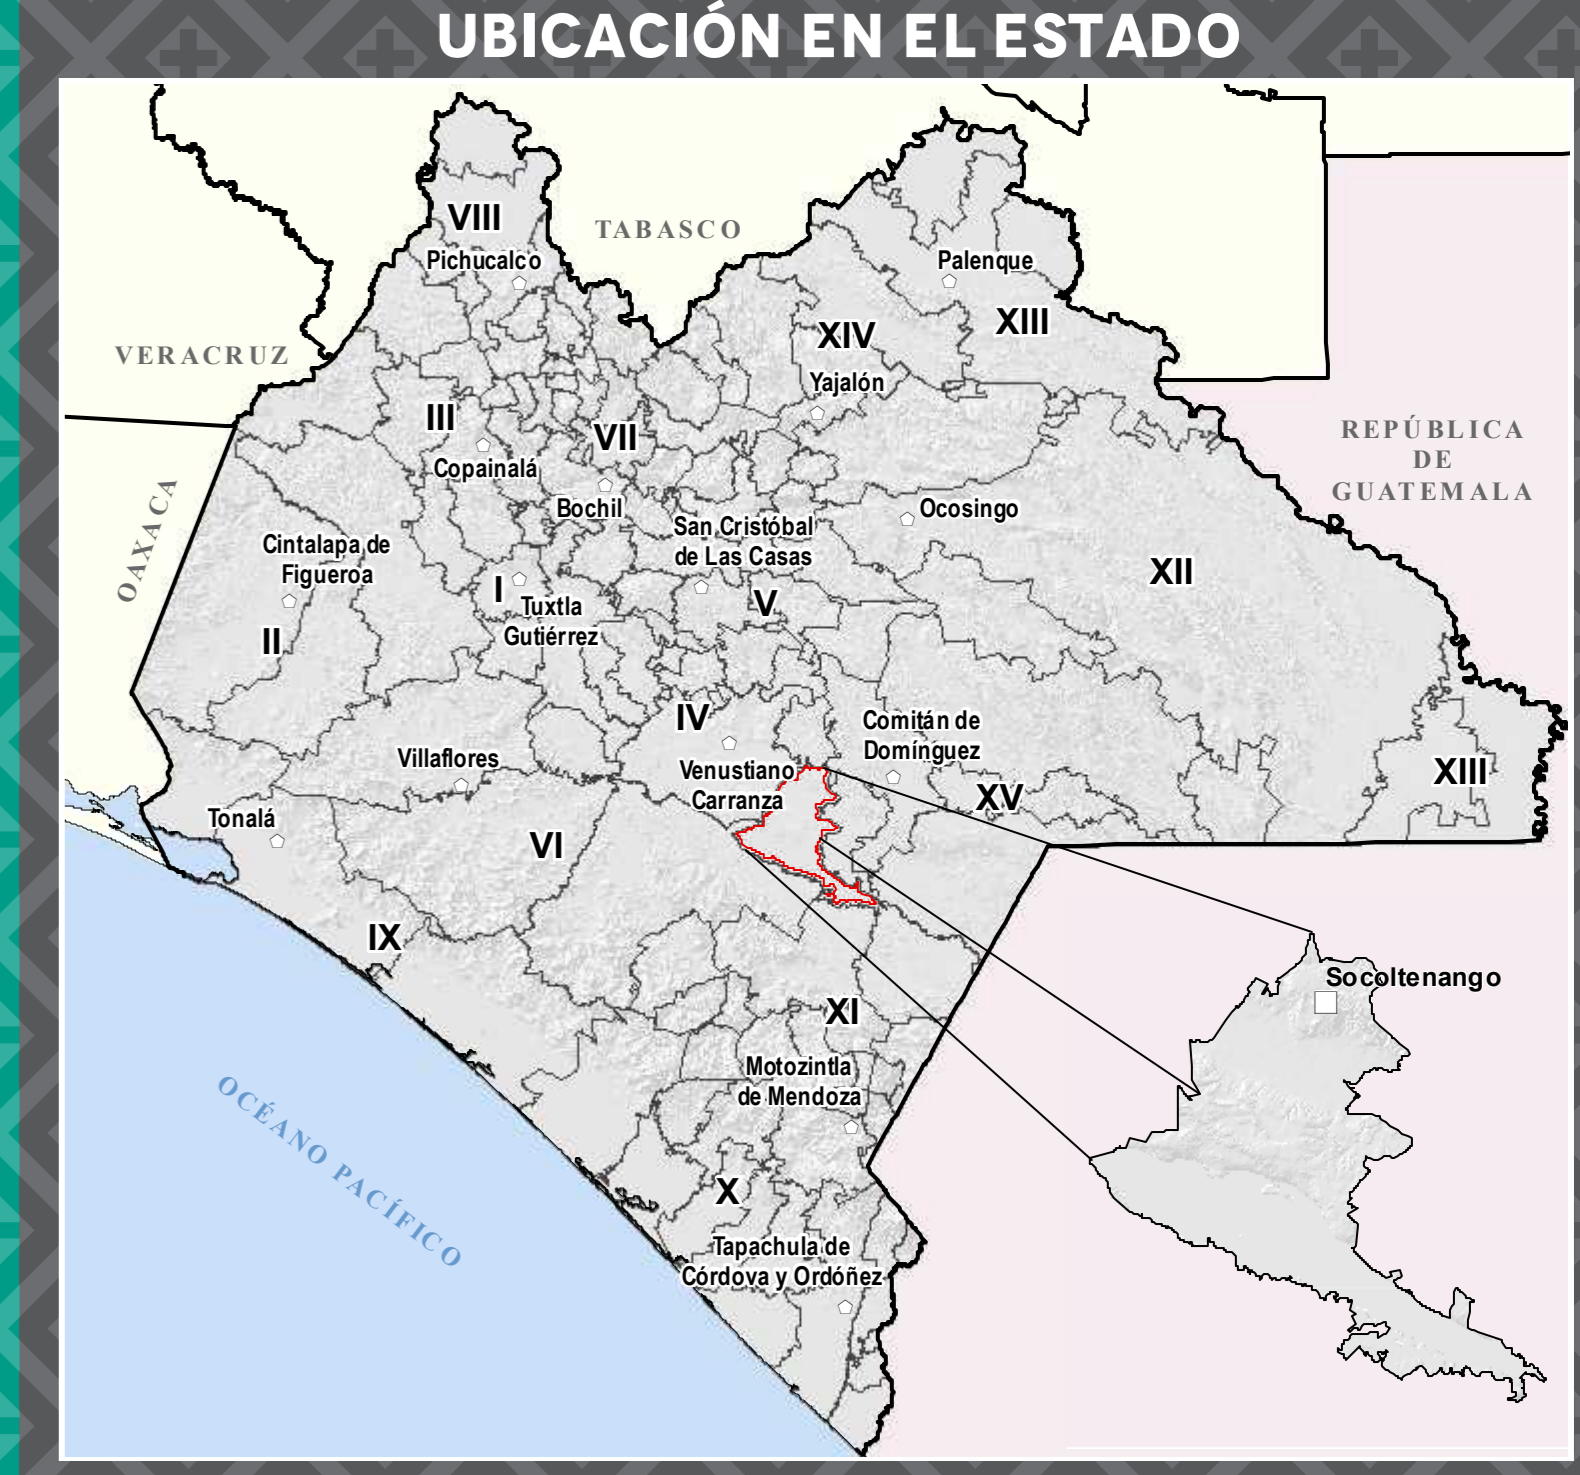 UBICACIÓN EN EL ESTADO
VIII
Pichucalco
TABASCO
Palenque
XIII
XIV
VERACRUZ
Yajalón
III
VII
Copainalá
REPÚBLICA
DE
GUATEMALA
OAXACA
Bochil
Ocosingo
San Cristóbal
de Las Casas
Cintalapa de
Figueroa
XII
I
Tuxtla
Gutiérrez
V
II
IV
Comitán de
Domínguez
Villaflores
Venustiano
Carranza
XIII
XV
Tonalá
VI
IX
Socoltenango
XI
Motozintla
de Mendoza
OCÉANO PACÍFICO
X
Tapachula de
Córdova y Ordóñez